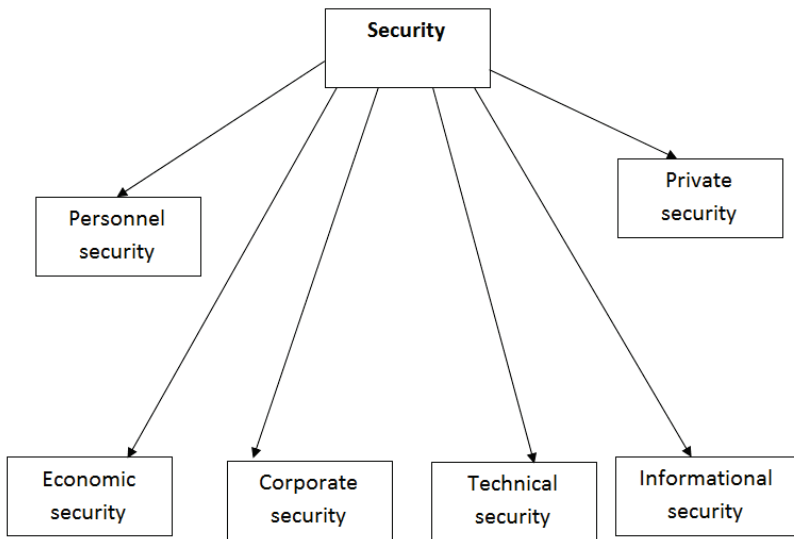 Security
Private
security
Personnel
security
Economic
security
Corporate
security
Technical
security
Informational
security